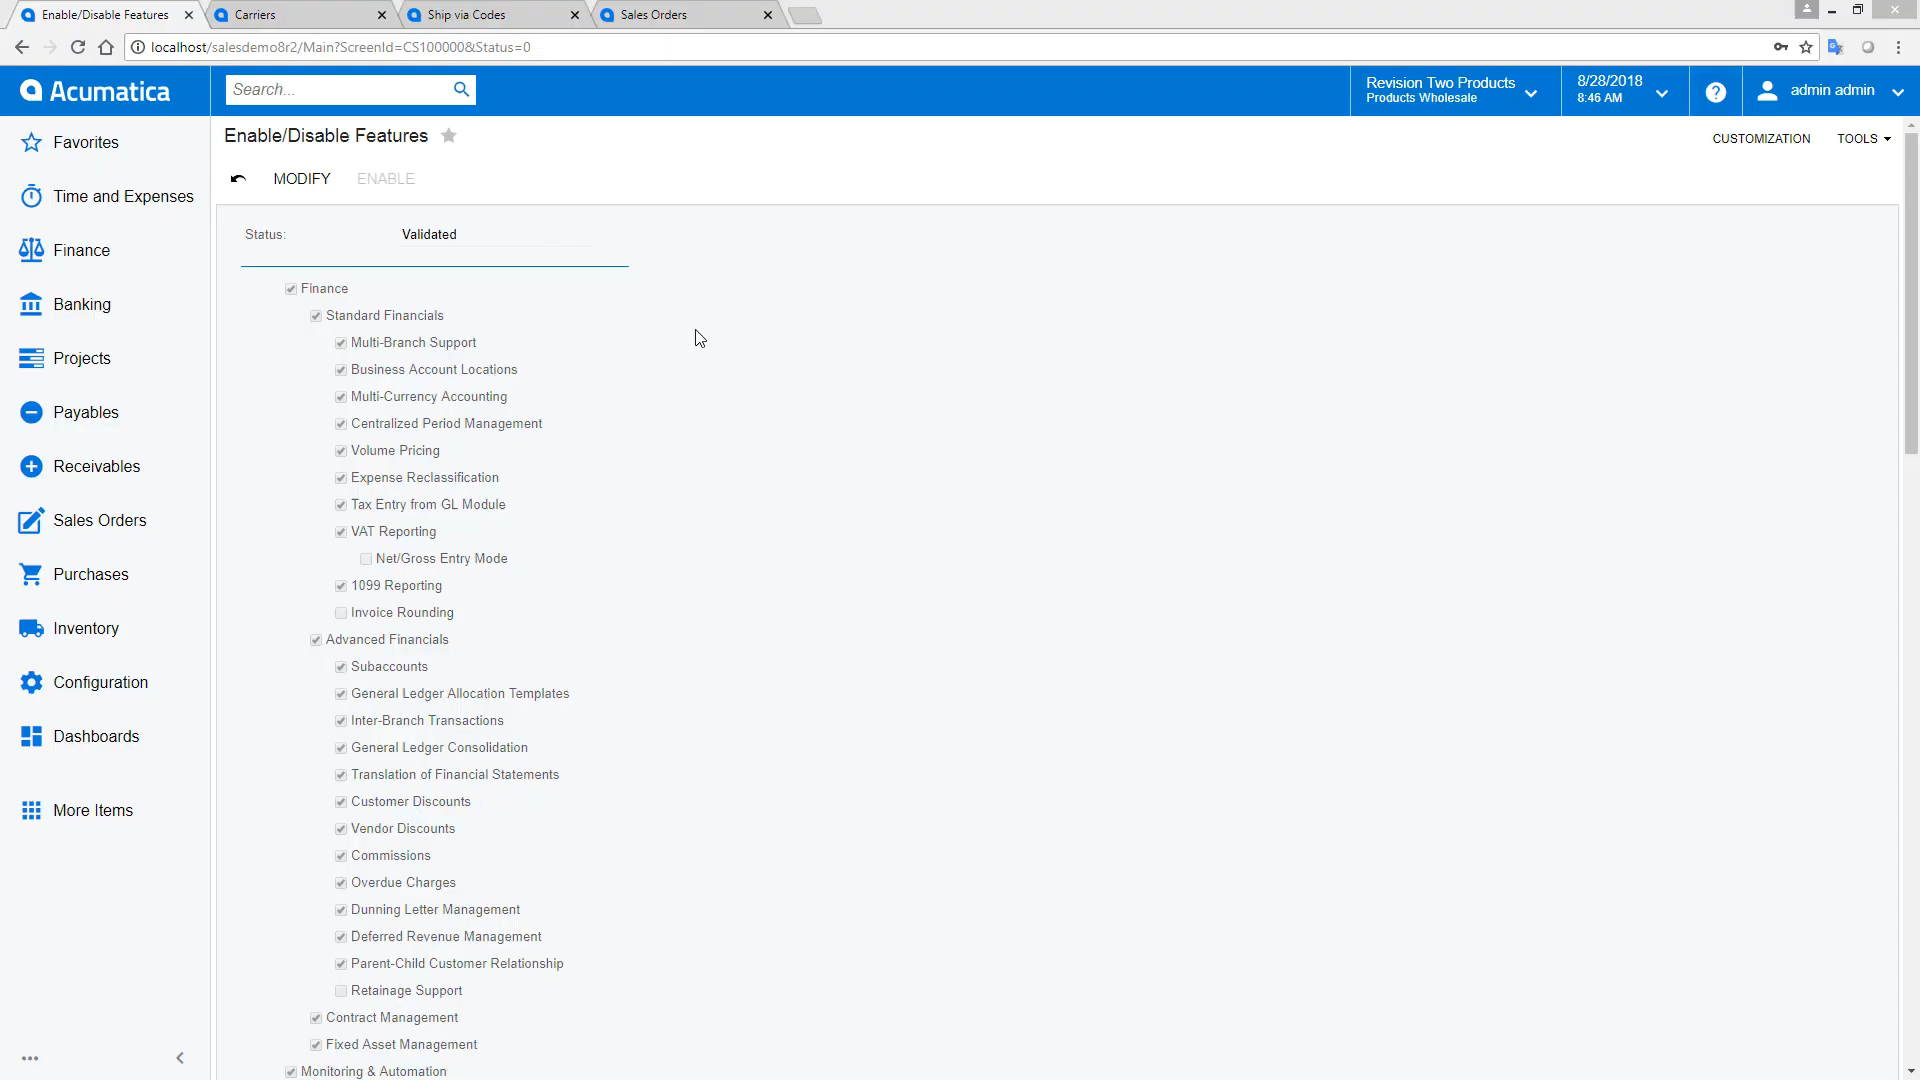 Enable/Disable Features
Carriers
Ship via Codes
Sales Orders
localhost/salesdemo8r2/Main?ScreenId=CS100000&Status=0
Acumatica
Search...
Revision Two Products
Products Wholesale
8/28/2018
8:46 AM
?
admin admin
Favorites
Time and Expenses
Finance
Banking
Projects
Payables
Receivables
Sales Orders
Purchases
Inventory
Configuration
Dashboards
More Items
Enable/Disable Features
CUSTOMIZATION
TOOLS
MODIFY
ENABLE
Status: Validated
Finance
Standard Financials
Multi-Branch Support
Business Account Locations
Multi-Currency Accounting
Centralized Period Management
Volume Pricing
Expense Reclassification
Tax Entry from GL Module
VAT Reporting
Net/Gross Entry Mode
1099 Reporting
Invoice Rounding
Advanced Financials
Subaccounts
General Ledger Allocation Templates
Inter-Branch Transactions
General Ledger Consolidation
Translation of Financial Statements
Customer Discounts
Vendor Discounts
Commissions
Overdue Charges
Dunning Letter Management
Deferred Revenue Management
Parent-Child Customer Relationship
Retainage Support
Contract Management
Fixed Asset Management
Monitoring & Automation